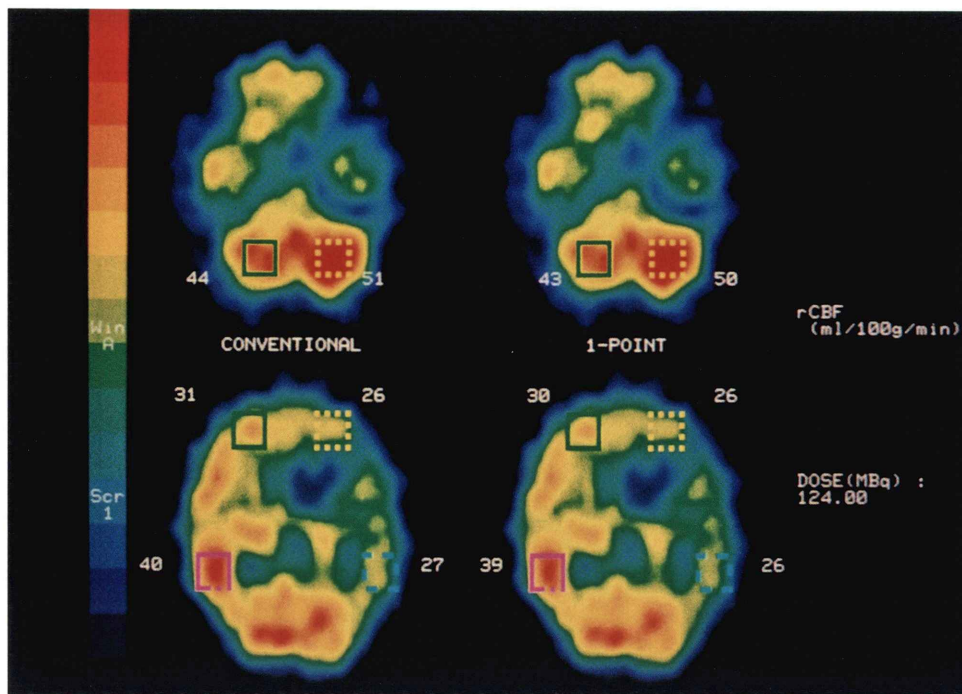 44
51
43
50
rCBF
(ml/100g/min)
Win
A
CONVENTIONAL
1-POINT
31
26
30
26
Scr
1
DOSE(MBq) :
124.00
40
27
39
26